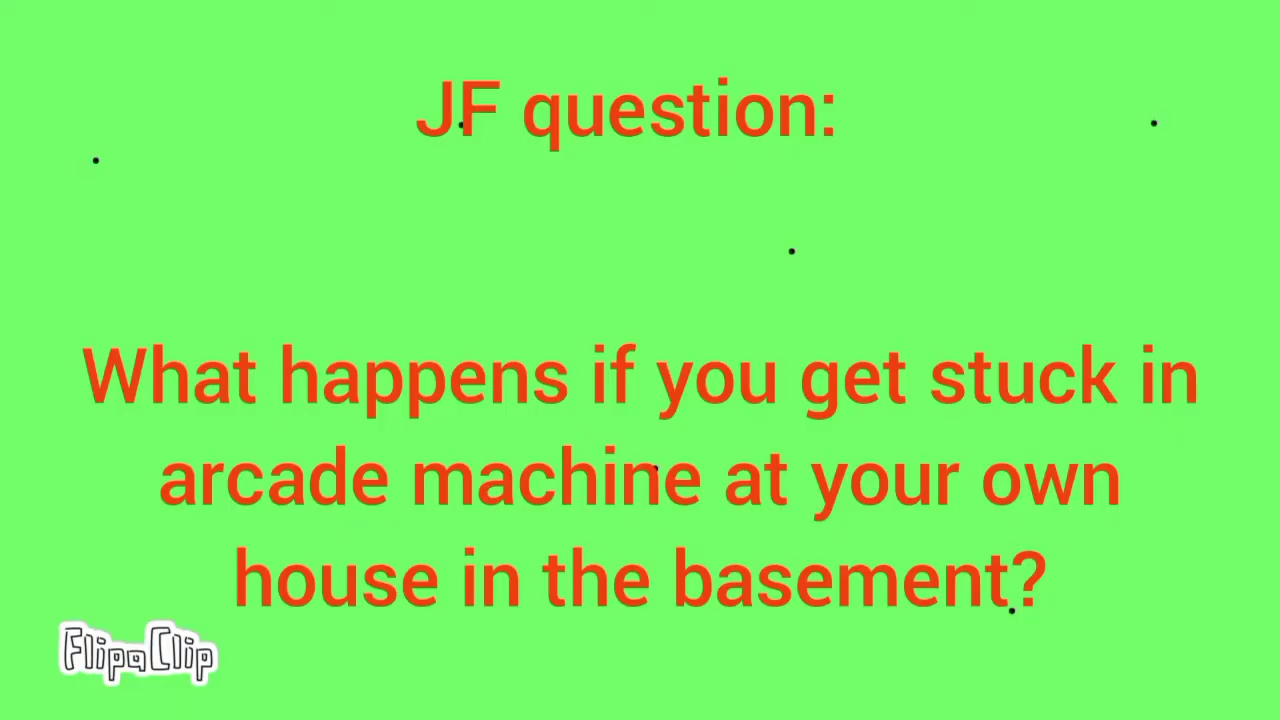 JF question:
What happens if you get stuck in
arcade machine at your own
house in the basement?
FlipaClip